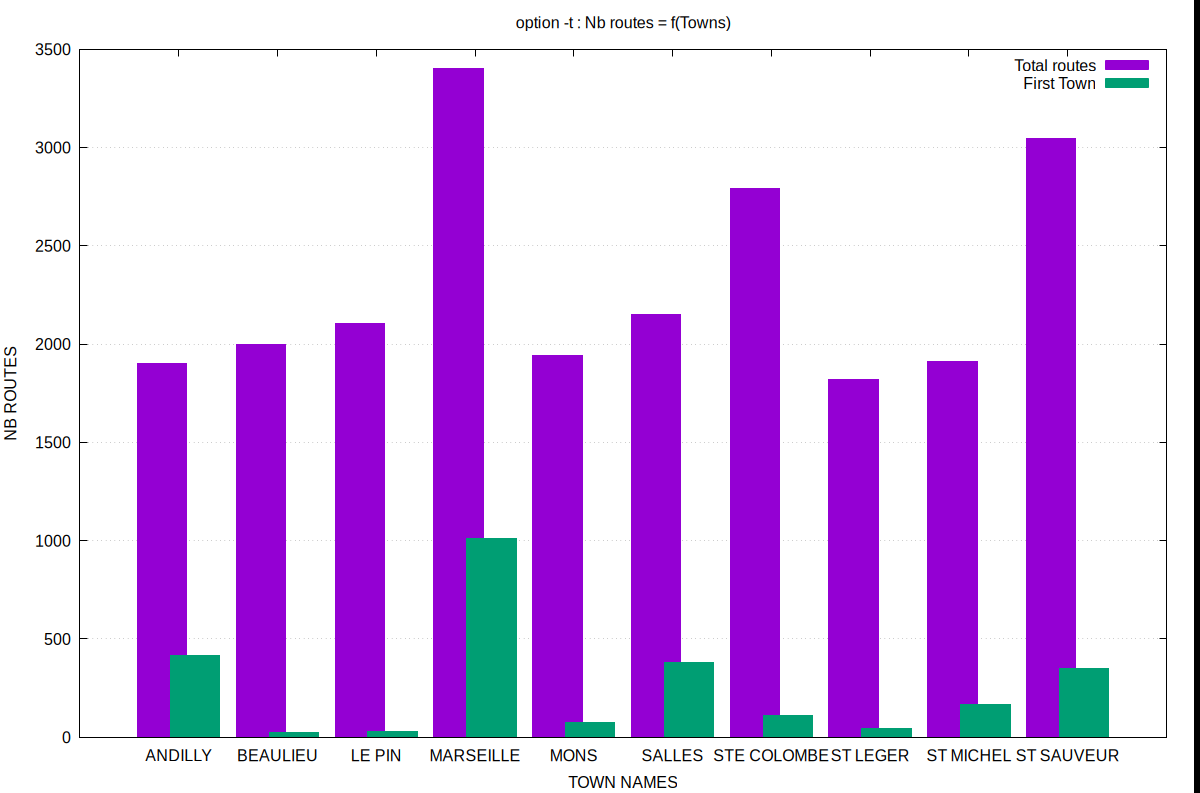 option -t : Nb routes = f(Towns)
3500
3000
2500
2000
1500
1000
500
0
NB ROUTES
Total routes
First Town
ANDILLY BEAULIEU LE PIN MARSEILLE MONS SALLES STE COLOMBE ST LEGER ST MICHEL ST SAUVEUR
TOWN NAMES